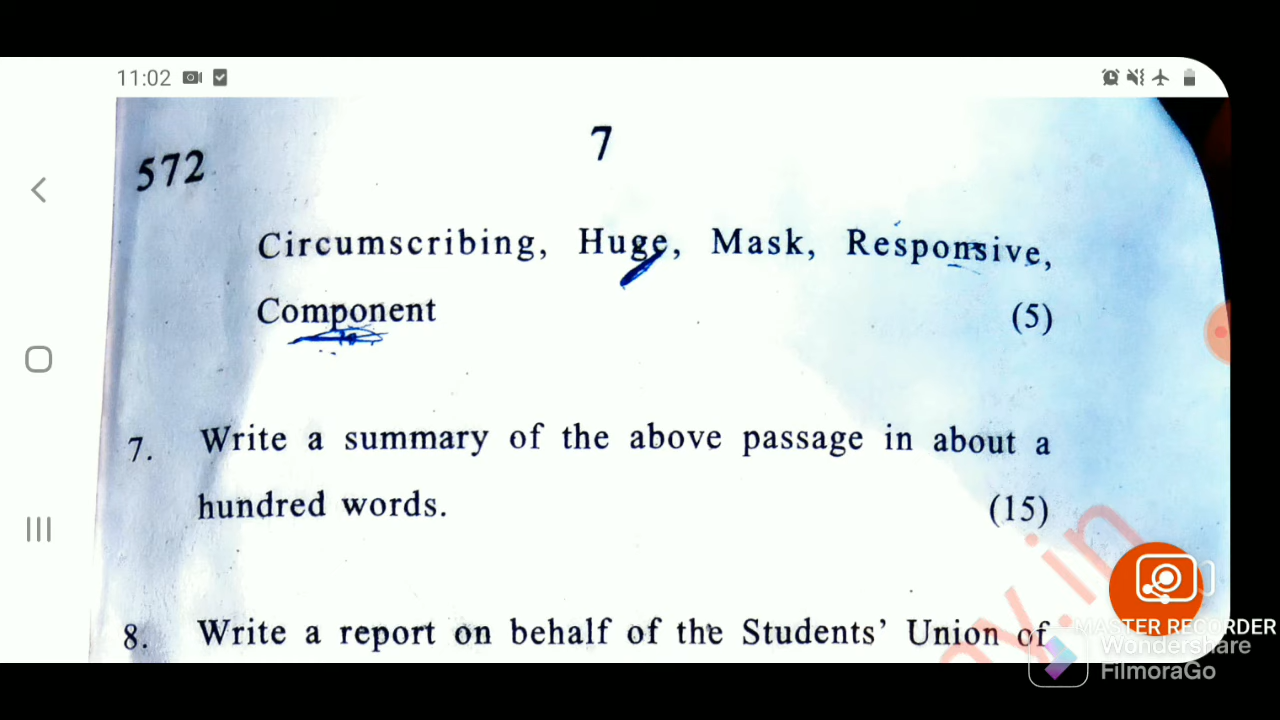 11:02
7
572
Circumscribing, Huge, Mask, Responsive,
Component (5)
7. Write a summary of the above passage in about a
hundred words. (15)
8. Write a report on behalf of the Students' Union of
MASTER RECORDER
Wondershare
FilmoraGo